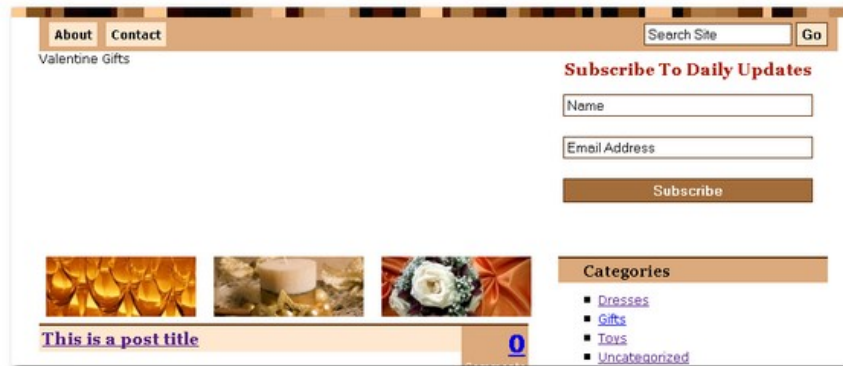 About Contact Search Site Go
Valentine Gifts
Subscribe To Daily Updates
Name
Email Address
Subscribe
Categories
Dresses
Gifts
Toys
Uncategorized
This is a post title
0